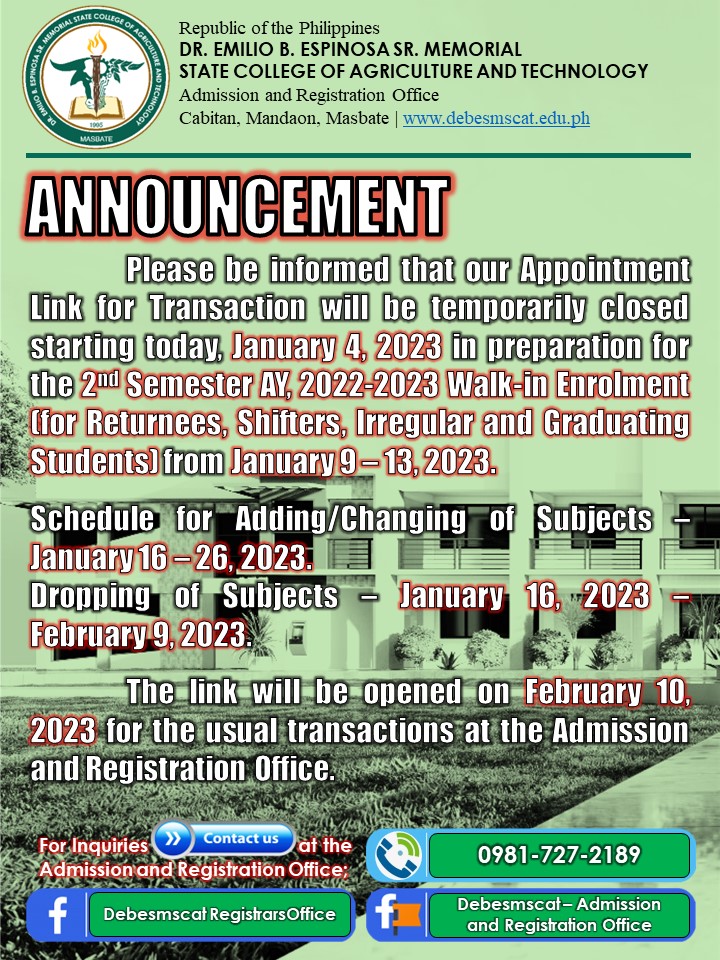 DR. EMILIO B. ESPINOSA SR. MEMORIAL STATE COLLEGE OF AGRICULTURE AND TECHNOLOGY
1995
MASBATE
Republic of the Philippines
DR. EMILIO B. ESPINOSA SR. MEMORIAL
STATE COLLEGE OF AGRICULTURE AND TECHNOLOGY
Admission and Registration Office
Cabitan, Mandaon, Masbate | www.debesmscat.edu.ph
ANNOUNCEMENT
Please be informed that our Appointment
Link for Transaction will be temporarily closed
starting today, January 4, 2023 in preparation for
the 2nd Semester AY, 2022-2023 Walk-in Enrolment
(for Returnees, Shifters, Irregular and Graduating
Students) from January 9 – 13, 2023.
Schedule for Adding/Changing of Subjects –
January 16 – 26, 2023.
Dropping of Subjects – January 16, 2023 –
February 9, 2023.
The link will be opened on February 10,
2023 for the usual transactions at the Admission
and Registration Office.
For Inquiries Contact us at the
Admission and Registration Office;
0981-727-2189
Debesmscat RegistrarsOffice
Debesmscat – Admission
and Registration Office